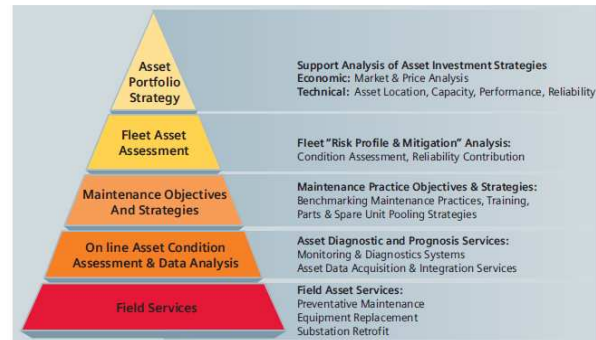 Asset
Portfolio
Strategy
Support Analysis of Asset Investment Strategies
Economic: Market & Price Analysis
Technical: Asset Location, Capacity, Performance, Reliability
Fleet Asset
Assessment
Fleet "Risk Profile & Mitigation" Analysis:
Condition Assessment, Reliability Contribution
Maintenance Objectives
And Strategies
Maintenance Practice Objectives & Strategies:
Benchmarking Maintenance Practices, Training,
Parts & Spare Unit Pooling Strategies
On line Asset Condition
Assessment & Data Analysis
Asset Diagnostic and Prognosis Services:
Monitoring & Diagnostics Systems
Asset Data Acquisition & Integration Services
Field Services
Field Asset Services:
Preventative Maintenance
Equipment Replacement
Substation Retrofit